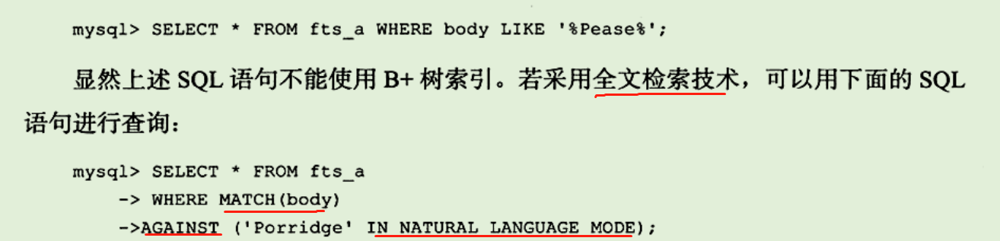 mysql> SELECT * FROM fts_a WHERE body LIKE '%Pease%';
显然上述 SQL 语句不能使用 B+ 树索引。若采用全文检索技术，可以用下面的 SQL
语句进行查询：
mysql> SELECT * FROM fts_a
-> WHERE MATCH(body)
->AGAINST ('Porridge' IN NATURAL LANGUAGE MODE);